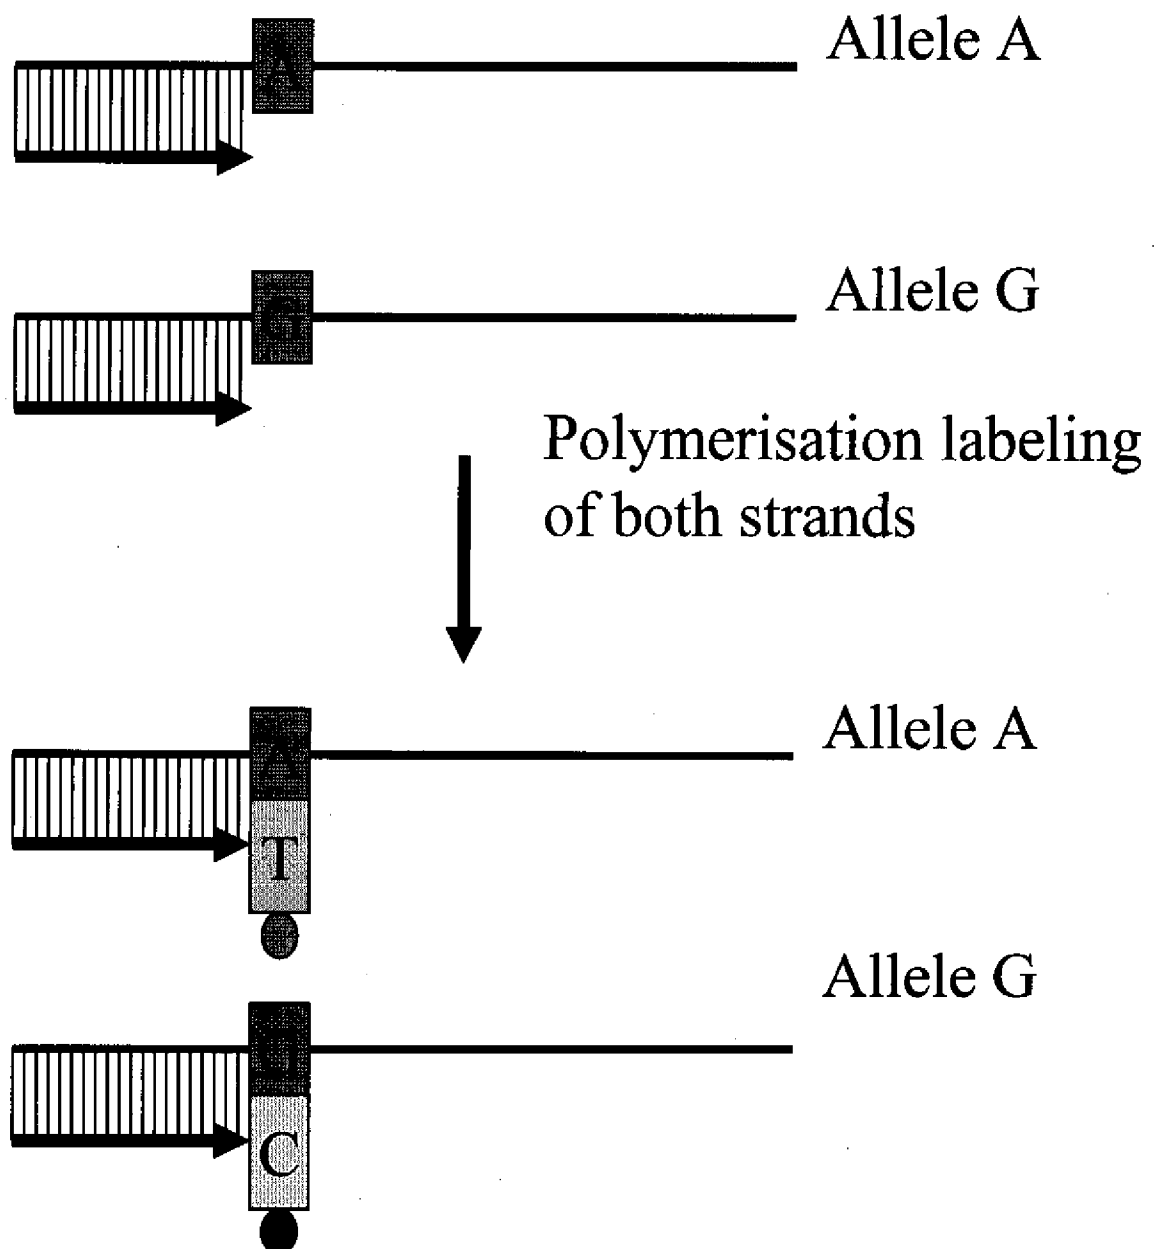 A
Allele A
G
Allele G
Polymerisation labeling
of both strands
A
Allele A
T
Allele G
G
C